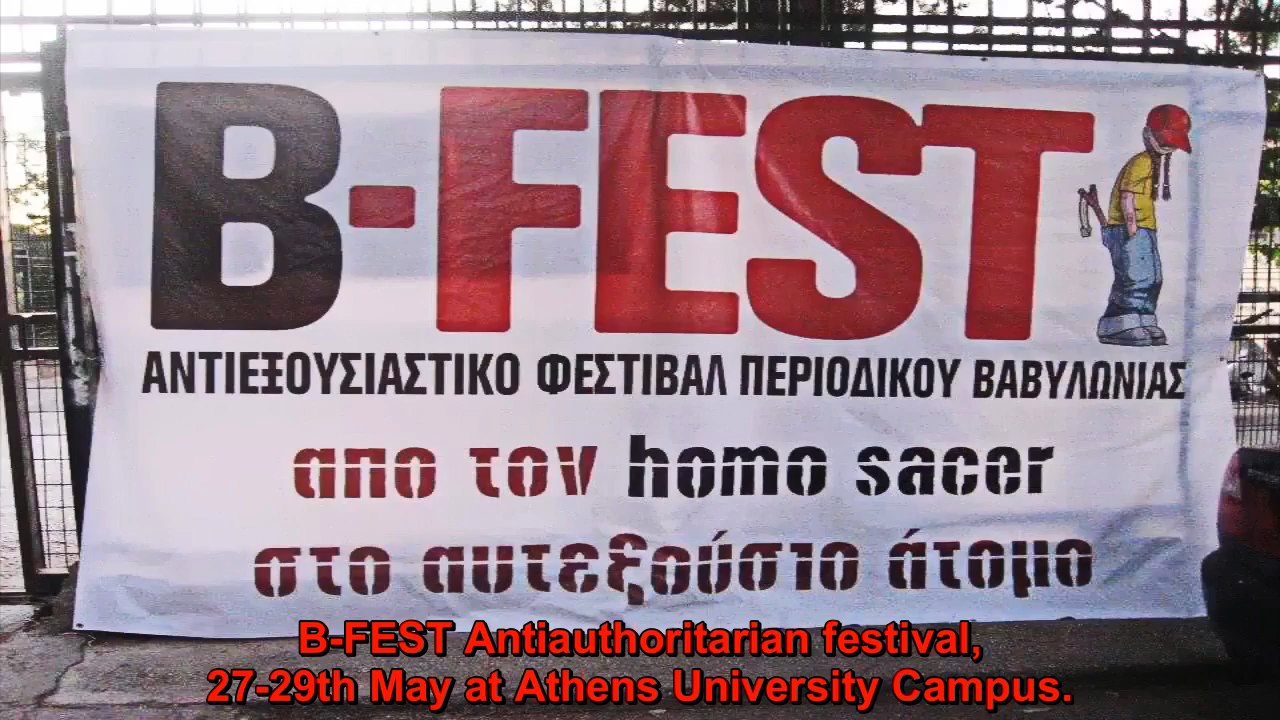 B-FEST
ΑΝΤΙΕΞΟΥΣΙΑΣΤΙΚΟ ΦΕΣΤΙΒΑΛ ΠΕΡΙΟΔΙΚΟΥ ΒΑΒΥΛΩΝΙΑΣ
απο τον homo sacer
στο αυτεξούσιο άτομο
B-FEST Antiauthoritarian festival,
27-29th May at Athens University Campus.